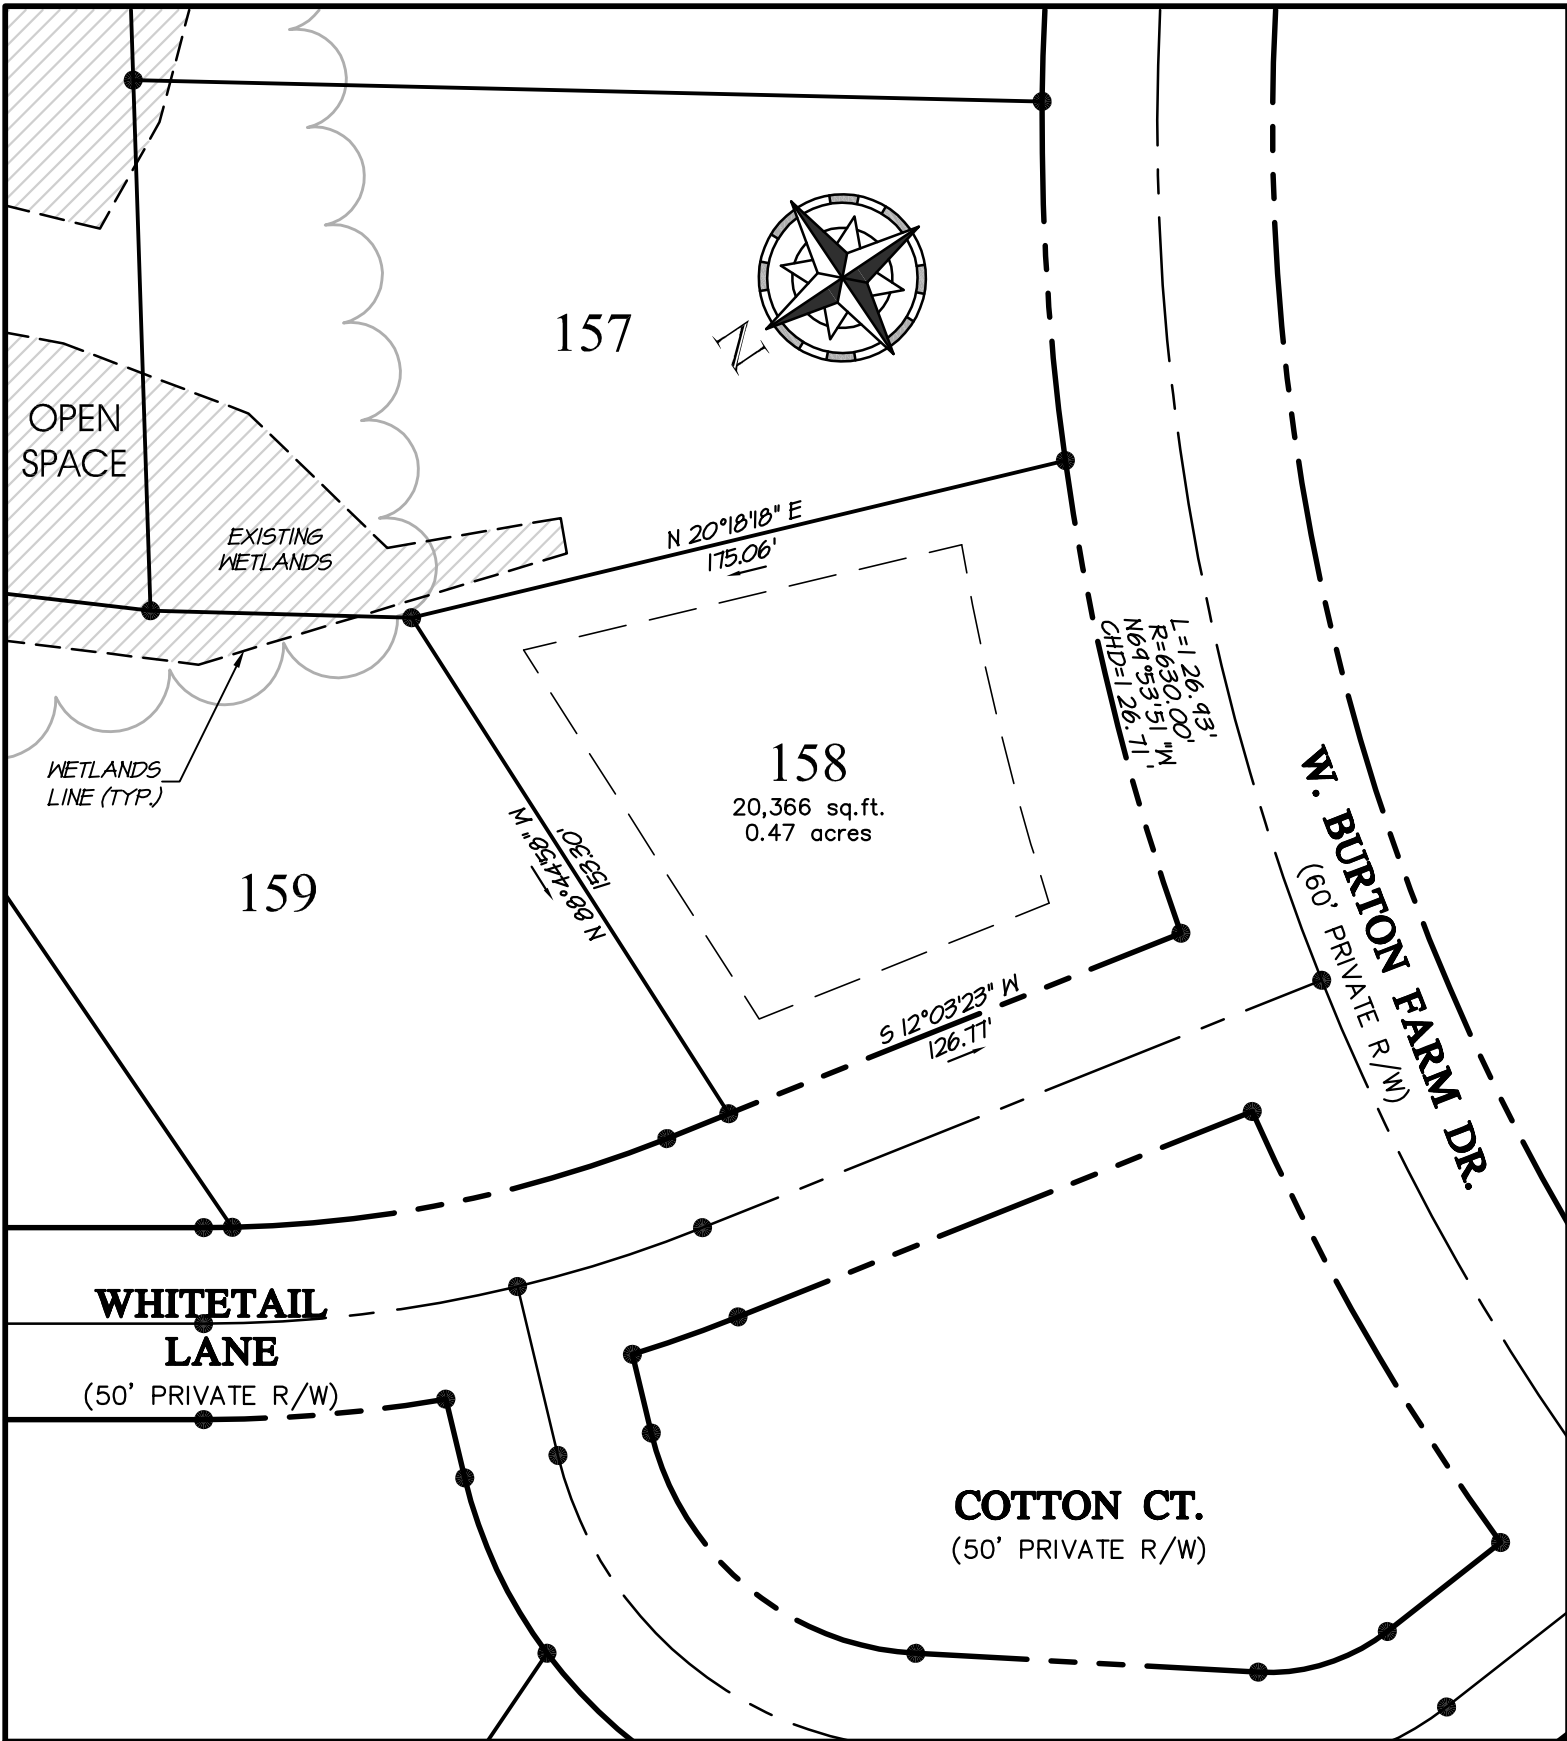 157
N
OPEN
SPACE
EXISTING
WETLANDS
N 20°18'18" E
175.06'
L=126.93'
R=630.00'
N69°53'51"W
CHD=126.71'
158
20,366 sq.ft.
0.47 acres
WETLANDS
LINE (TYP.)
N 88°44'58" W
153.30'
159
W. BURTON FARM DR.
(60' PRIVATE R/W)
S 12°03'23" W
126.77'
WHITETAIL
LANE
(50' PRIVATE R/W)
COTTON CT.
(50' PRIVATE R/W)